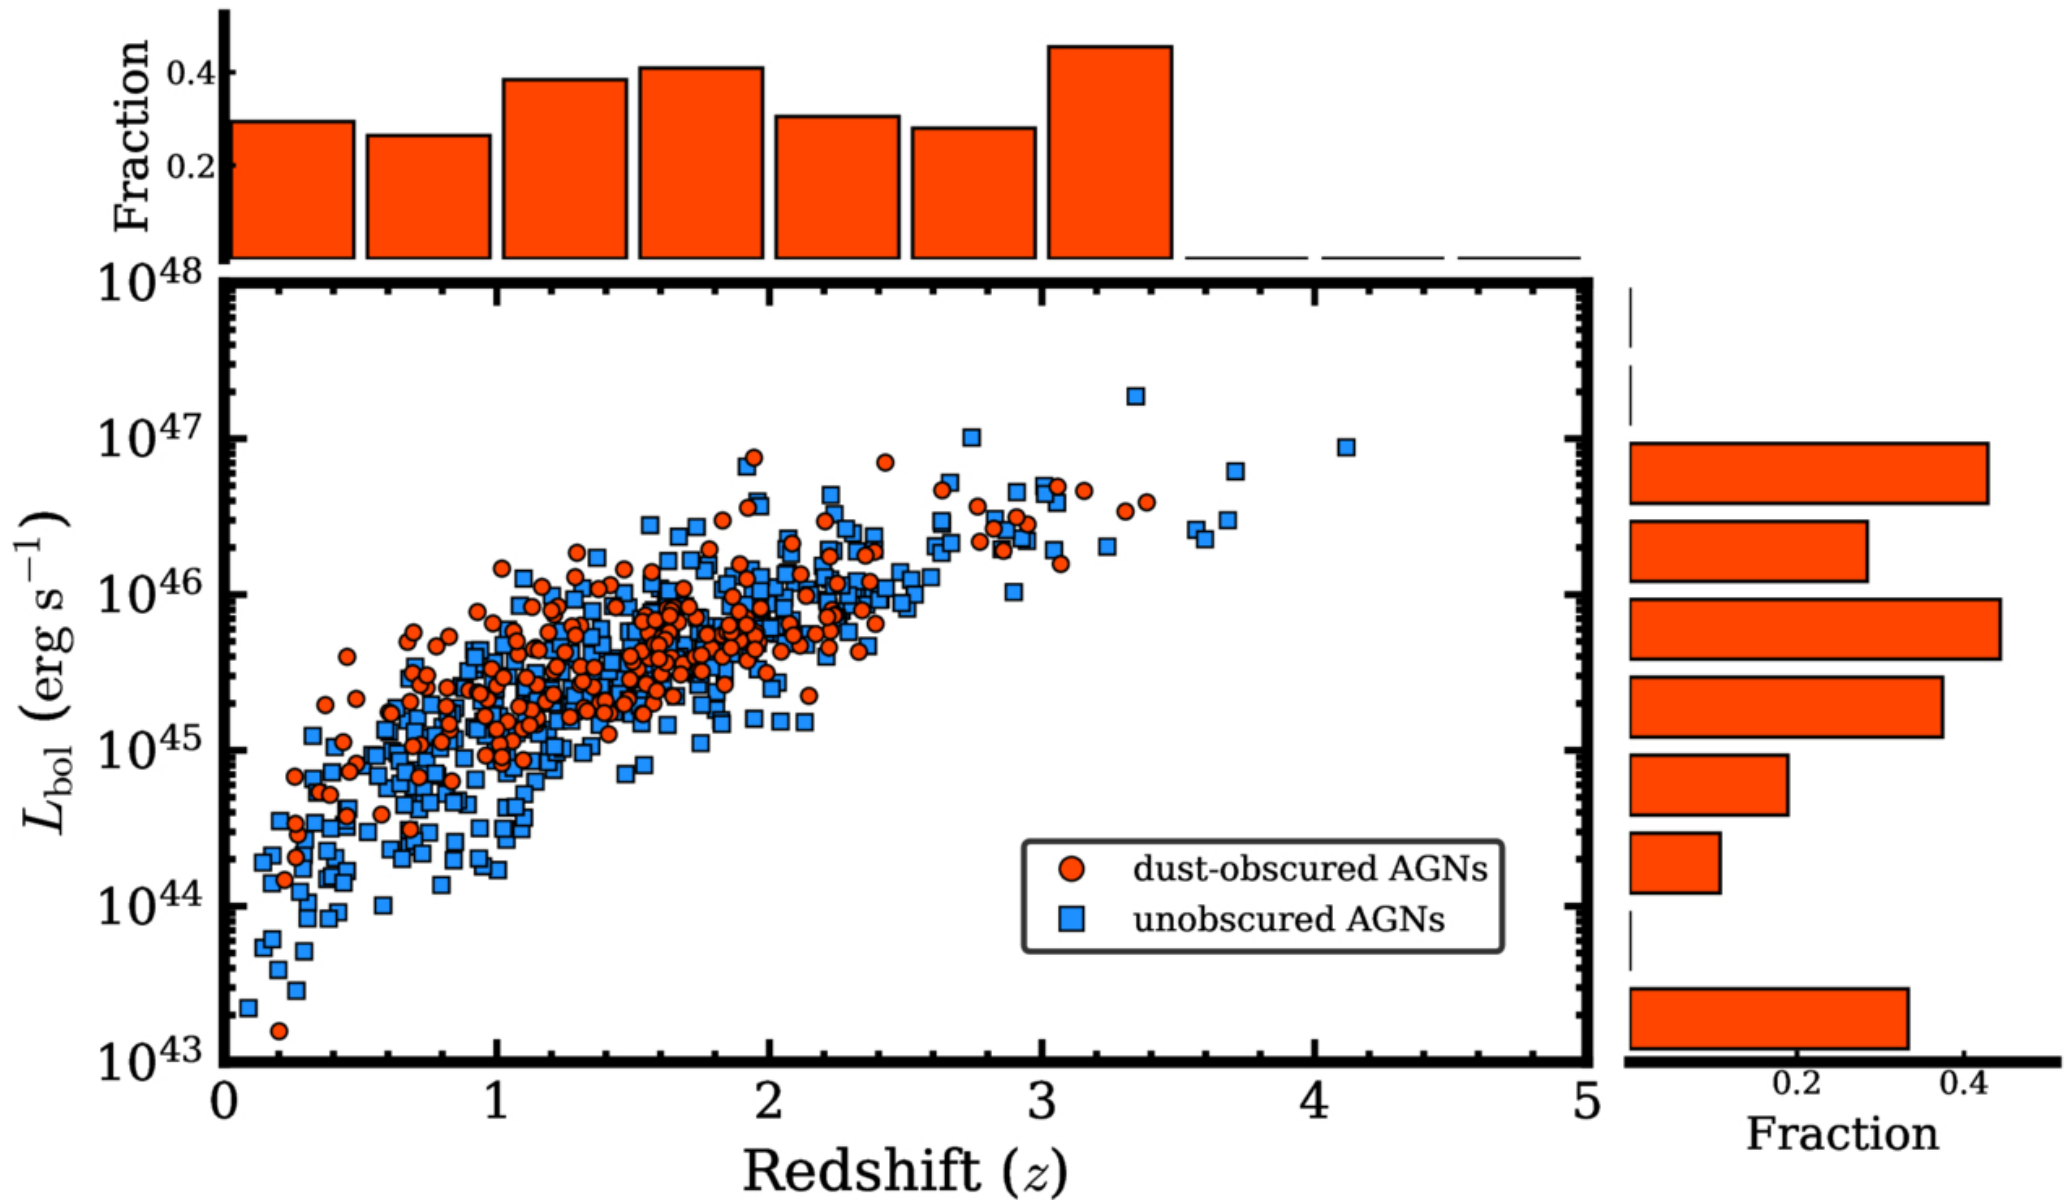 Fraction
0.4
0.2
10^48
10^47
10^46
10^45
10^44
10^43
L_bol (erg s^−1)
dust-obscured AGNs
unobscured AGNs
0 1 2 3 4 5
Redshift (z)
0.2 0.4
Fraction